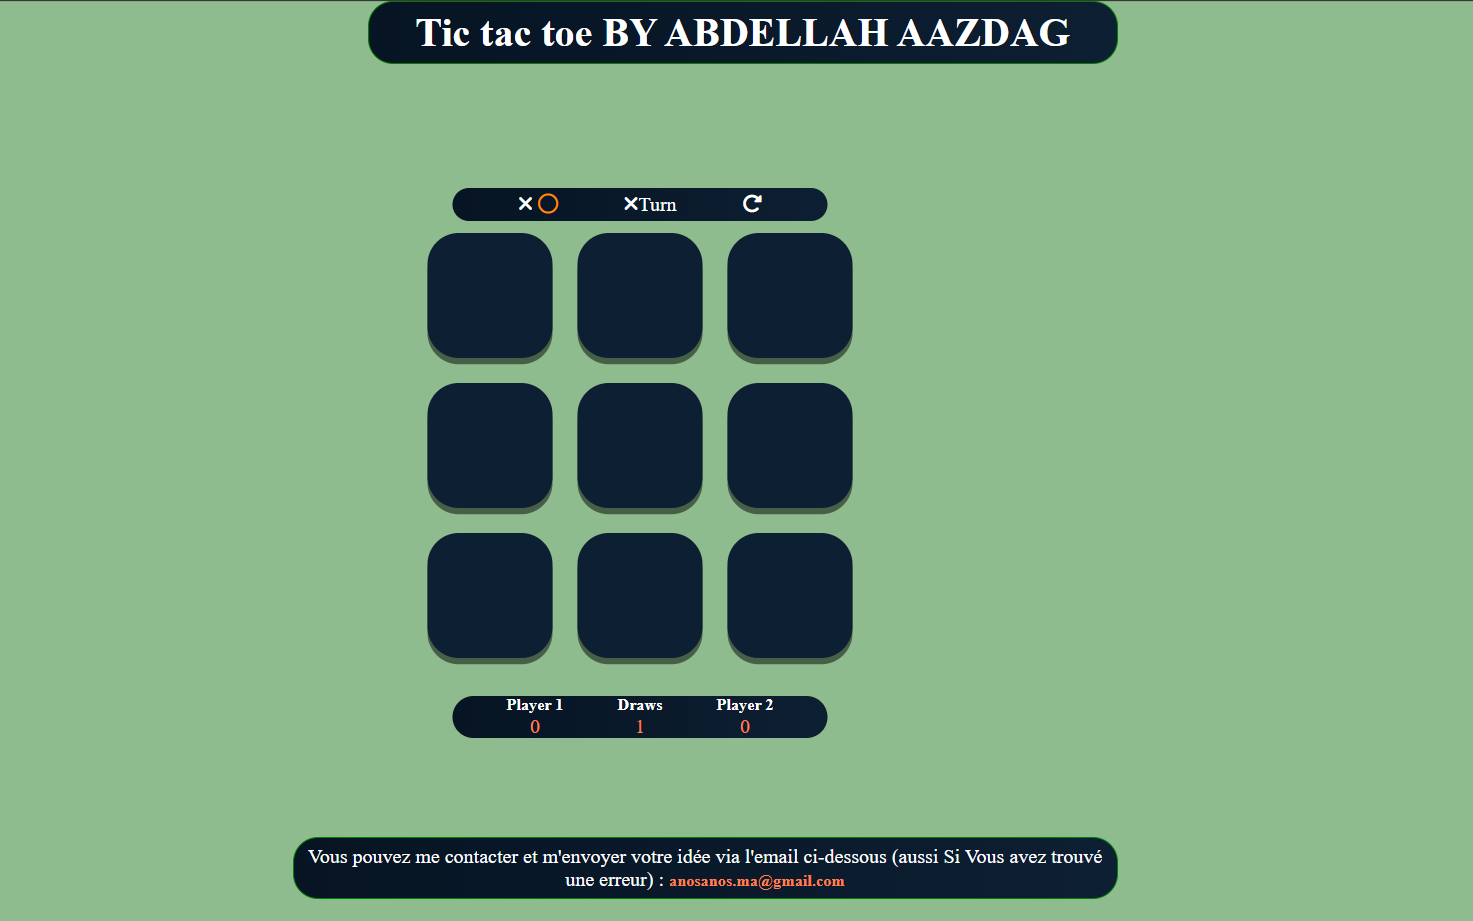 Tic tac toe BY ABDELLAH AAZDAG
Turn
Player 1 Draws Player 2
0 1 0
Vous pouvez me contacter et m'envoyer votre idée via l'email ci-dessous (aussi Si Vous avez trouvé
une erreur) : anosanos.ma@gmail.com